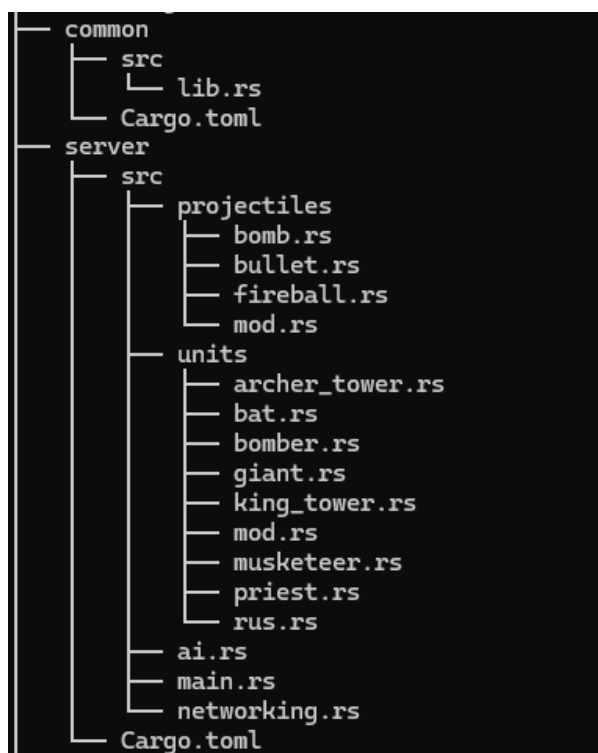 ├── common
│   ├── src
│   │   └── lib.rs
│   └── Cargo.toml
├── server
│   ├── src
│   │   ├── projectiles
│   │   │   ├── bomb.rs
│   │   │   ├── bullet.rs
│   │   │   ├── fireball.rs
│   │   │   └── mod.rs
│   │   ├── units
│   │   │   ├── archer_tower.rs
│   │   │   ├── bat.rs
│   │   │   ├── bomber.rs
│   │   │   ├── giant.rs
│   │   │   ├── king_tower.rs
│   │   │   ├── mod.rs
│   │   │   ├── musketeer.rs
│   │   │   ├── priest.rs
│   │   │   └── rus.rs
│   │   ├── ai.rs
│   │   ├── main.rs
│   │   └── networking.rs
│   └── Cargo.toml